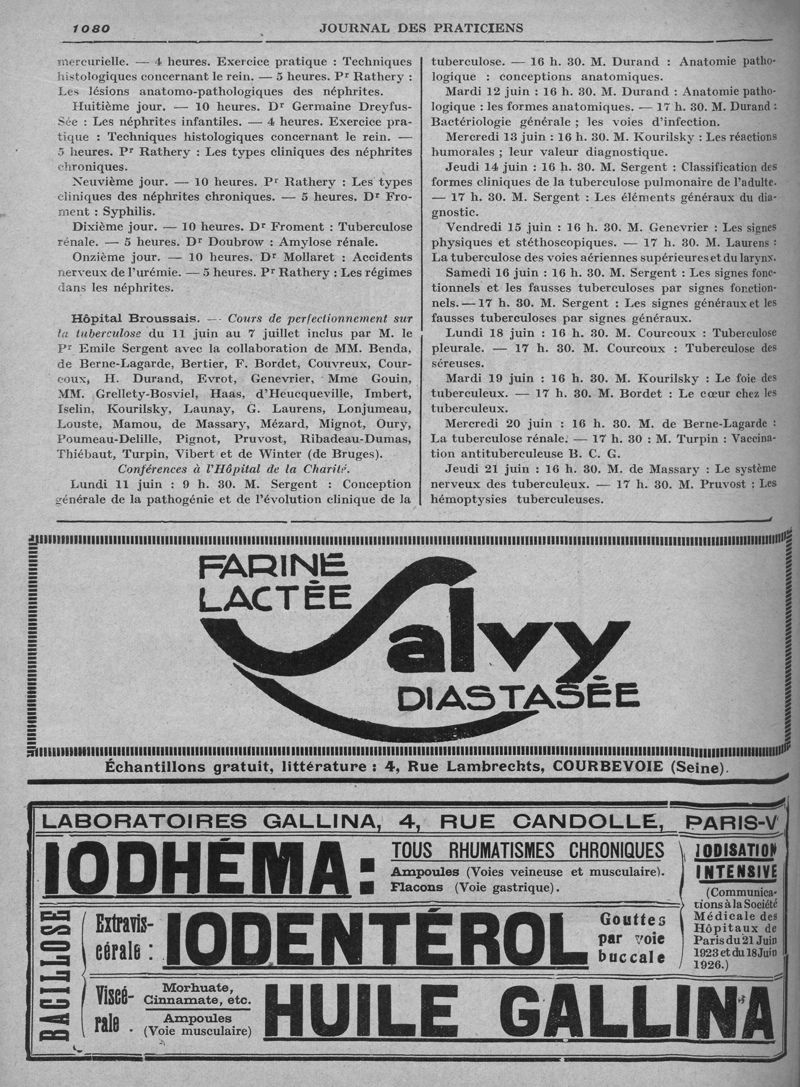 1080 JOURNAL DES PRATICIENS
mercurielle. — 4 heures. Exercice pratique : Techniques
histologiques concernant le rein. — 5 heures. Pr Rathery :
Les lésions anatomo-pathologiques des néphrites.
Huitième jour. — 10 heures. Dr Germaine Dreyfus-
Sée : Les néphrites infantiles. — 4 heures. Exercice pra-
tique : Techniques histologiques concernant le rein. —
5 heures. Pr Rathery : Les types cliniques des néphrites
chroniques.
Neuvième jour. — 10 heures. Pr Rathery : Les types
cliniques des néphrites chroniques. — 5 heures. Dr Fro-
ment : Syphilis.
Dixième jour. — 10 heures. Dr Froment : Tuberculose
rénale. — 5 heures. Dr Doubrow : Amylose rénale.
Onzième jour. — 10 heures. Dr Mollaret : Accidents
nerveux de l'urémie. — 5 heures. Pr Rathery : Les régimes
dans les néphrites.
Hôpital Broussais. — Cours de perfectionnement sur
la tuberculose du 11 juin au 7 juillet inclus par M. le
Pr Emile Sergent avec la collaboration de MM. Benda,
de Berne-Lagarde, Bertier, F. Bordet, Couvreux, Cour-
coux, H. Durand, Evrot, Genevrier, Mme Gouin,
MM. Grellety-Bosviel, Haas, d'Heucqueville, Imbert,
Iselin, Kourilsky, Launay, G. Laurens, Lonjumeau,
Louste, Mamou, de Massary, Mézard, Mignot, Oury,
Poumeau-Delille, Pignot, Pruvost, Ribadeau-Dumas,
Thiébaut, Turpin, Vibert et de Winter (de Bruges).
Conférences à l'Hôpital de la Charité.
Lundi 11 juin : 9 h. 30. M. Sergent : Conception
générale de la pathogénie et de l'évolution clinique de la
tuberculose. — 16 h. 30. M. Durand : Anatomie patho-
logique : conceptions anatomiques.
Mardi 12 juin : 16 h. 30. M. Durand : Anatomie patho-
logique : les formes anatomiques. — 17 h. 30. M. Durand :
Bactériologie générale ; les voies d'infection.
Mercredi 13 juin : 16 h. 30. M. Kourilsky : Les réactions
humorales ; leur valeur diagnostique.
Jeudi 14 juin : 16 h. 30. M. Sergent : Classification des
formes cliniques de la tuberculose pulmonaire de l'adulte.
— 17 h. 30. M. Sergent : Les éléments généraux du dia-
gnostic.
Vendredi 15 juin : 16 h. 30. M. Genevrier : Les signes
physiques et stéthoscopiques. — 17 h. 30. M. Laurens :
La tuberculose des voies aériennes supérieures et du larynx.
Samedi 16 juin : 16 h. 30. M. Sergent : Les signes fonc-
tionnels et les fausses tuberculoses par signes fonction-
nels. — 17 h. 30. M. Sergent : Les signes généraux et les
fausses tuberculoses par signes généraux.
Lundi 18 juin : 16 h. 30. M. Courcoux : Tuberculose
pleurale. — 17 h. 30. M. Courcoux : Tuberculose des
séreuses.
Mardi 19 juin : 16 h. 30. M. Kourilsky : Le foie des
tuberculeux. — 17 h. 30. M. Bordet : Le cœur chez les
tuberculeux.
Mercredi 20 juin : 16 h. 30. M. de Berne-Lagarde :
La tuberculose rénale. — 17 h. 30 : M. Turpin : Vaccina-
tion antituberculeuse B. C. G.
Jeudi 21 juin : 16 h. 30. M. de Massary : Le système
nerveux des tuberculeux. — 17 h. 30. M. Pruvost : Les
hémoptysies tuberculeuses.
FARINE
LACTÉE
Salvy
DIASTASÉE
Échantillons gratuit, littérature : 4, Rue Lambrechts, COURBEVOIE (Seine).
LABORATOIRES GALLINA, 4, RUE CANDOLLE, PARIS-V
IODHÉMA :
TOUS RHUMATISMES CHRONIQUES
Ampoules (Voies veineuse et musculaire).
Flacons (Voie gastrique).
IODISATION
INTENSIVE
(Communica-
tions à la Société
Médicale des
Hôpitaux de
Paris du 21 Juin
1923 et du 18 Juin
1926.)
BACILLOSE
Extravis-
cérale :
IODENTÉROL
Gouttes
par voie
buccale
Viscé-
rale .
Morhuate,
Cinnamate, etc.
Ampoules
(Voie musculaire)
HUILE GALLINA